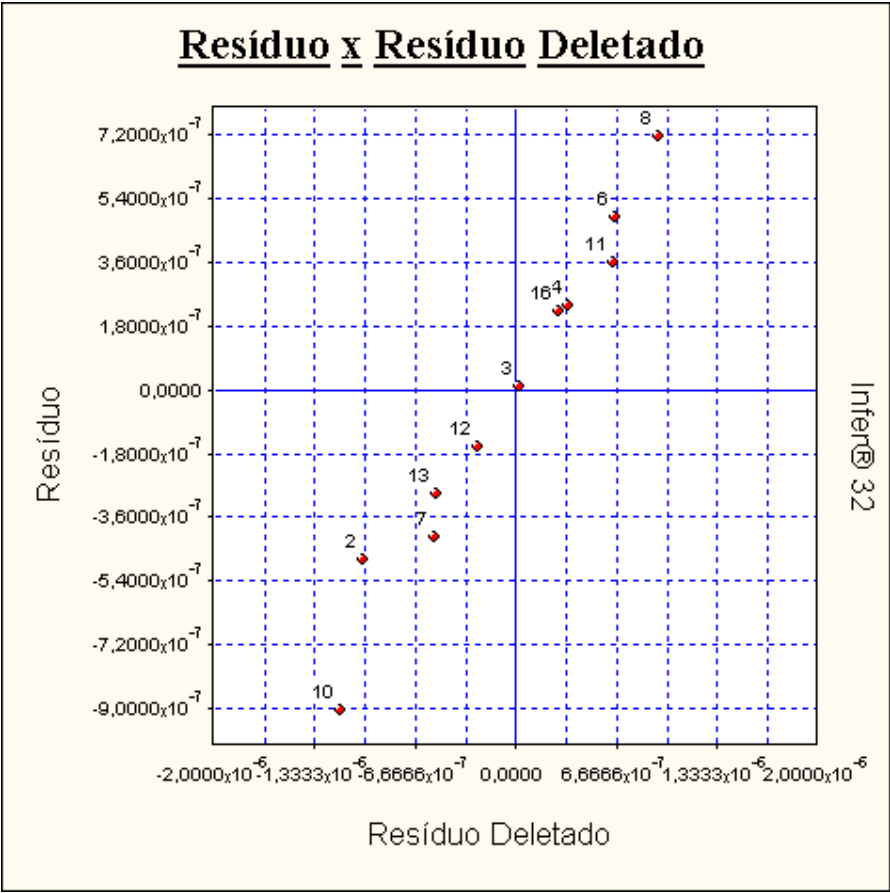 Resíduo x Resíduo Deletado
8
7,2000x10^-7
6
5,4000x10^-7
11
3,6000x10^-7
16 4
1,8000x10^-7
3
0,0000
12
-1,8000x10^-7
13
-3,6000x10^-7
7
2
-5,4000x10^-7
-7,2000x10^-7
10
-9,0000x10^-7
-2,0000x10^-6 -1,3333x10^-6 -6,6666x10^-7 0,0000 6,6666x10^-7 1,3333x10^-6 2,0000x10^-6
Resíduo Deletado
Resíduo
Infer® 32